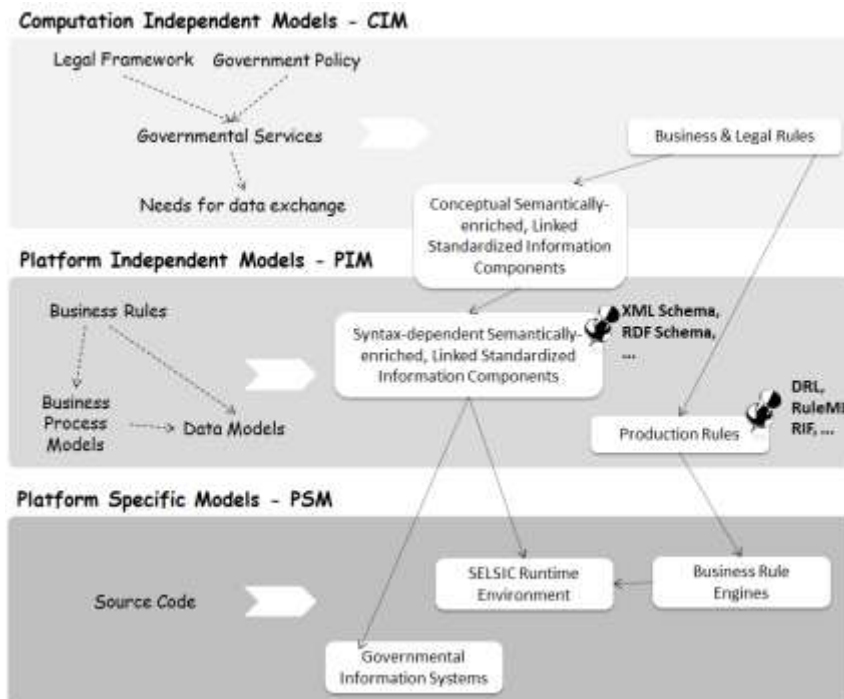 Computation Independent Models - CIM
Legal Framework
Government Policy
Governmental Services
Business & Legal Rules
Needs for data exchange
Conceptual Semantically-
enriched, Linked
Standardized Information
Components
Platform Independent Models - PIM
Business Rules
Syntax-dependent Semantically-
enriched, Linked Standardized
Information Components
XML Schema,
RDF Schema,
...
Business
Process
Models
Data Models
Production Rules
DRL,
RuleML
RIF, ...
Platform Specific Models - PSM
Source Code
SELSIC Runtime
Environment
Business Rule
Engines
Governmental
Information Systems